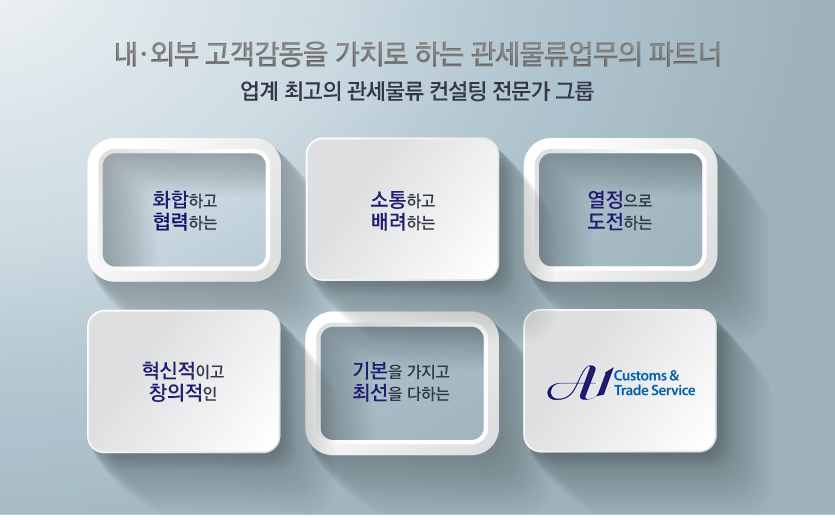 내·외부 고객감동을 가치로 하는 관세물류업무의 파트너
업계 최고의 관세물류 컨설팅 전문가 그룹
화합하고
협력하는
소통하고
배려하는
열정으로
도전하는
혁신적이고
창의적인
기본을 가지고
최선을 다하는
A1 Customs &
Trade Service